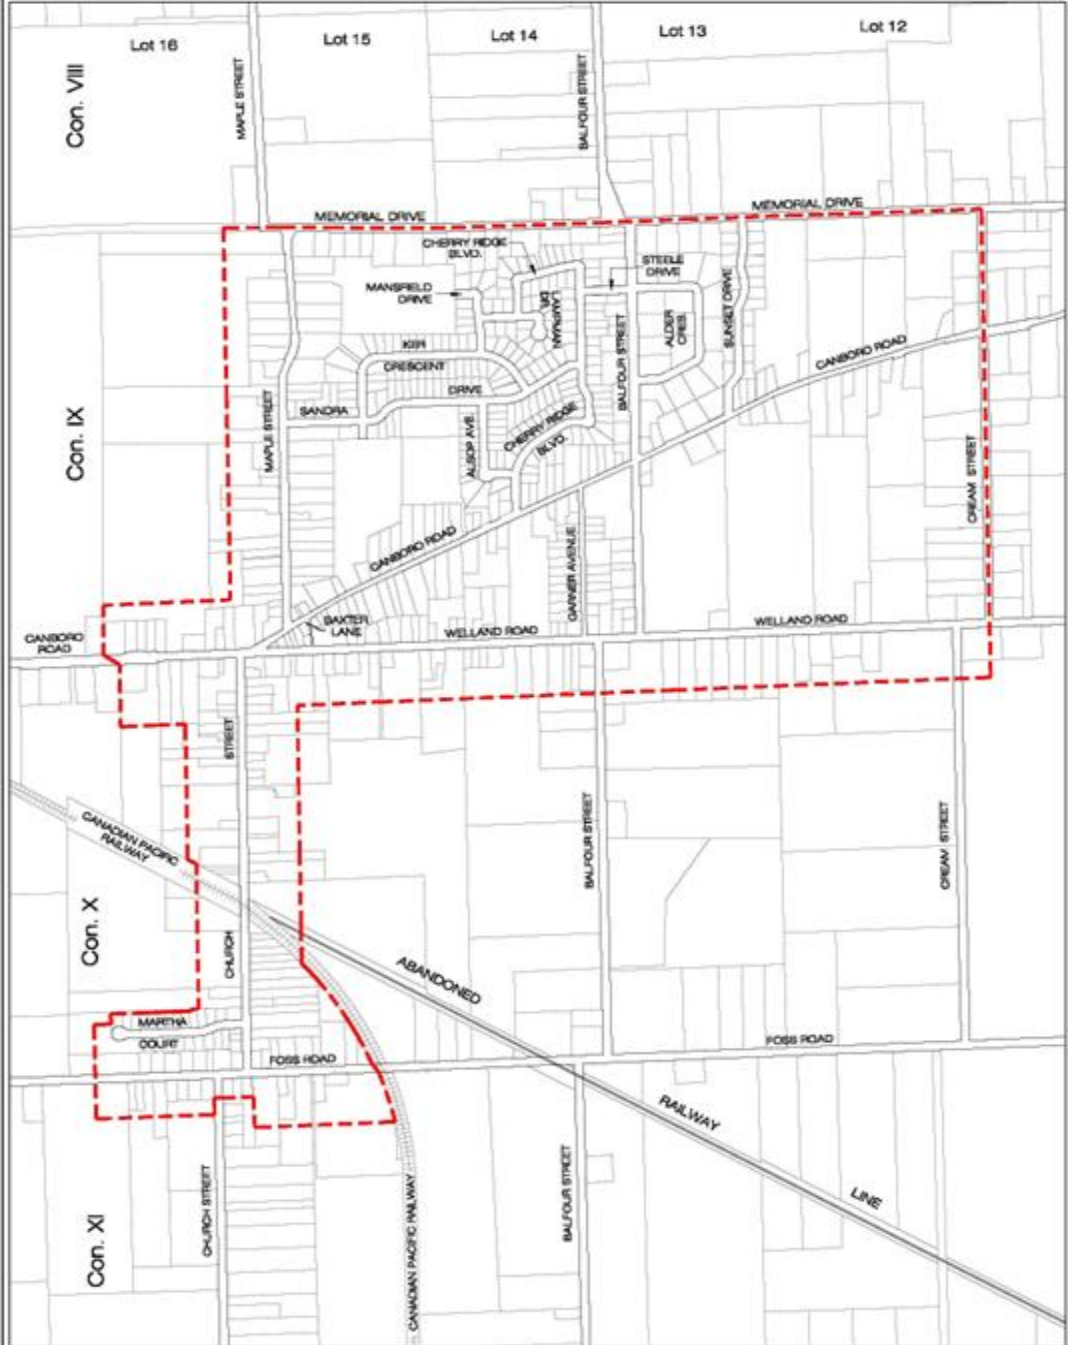 Lot 16
Lot 15
Lot 14
Lot 13
Lot 12
Con. VIII
MAPLE STREET
BALFOUR STREET
MEMORIAL DRIVE
MEMORIAL DRIVE
CHERRY RIDGE
BLVD.
STEELE
DRIVE
MANSFIELD
DRIVE
LAMPMAN
DR.
ALDER
CRES.
SUNSET DRIVE
BALFOUR STREET
KER
CRESCENT
CANBORO ROAD
DRIVE
SANDRA
Con. IX
MAPLE STREET
ALSOP AVE.
CHERRY RIDGE
BLVD.
CREAM STREET
CANBORO ROAD
GARNER AVENUE
BAXTER
LANE
WELLAND ROAD
WELLAND ROAD
CANBORO
ROAD
STREET
CANADIAN PACIFIC
RAILWAY
BALFOUR STREET
CREAM STREET
Con. X
CHURCH
ABANDONED
MARTHA
COURT
FOSS ROAD
FOSS ROAD
RAILWAY
LINE
Con. XI
CHURCH STREET
CANADIAN PACIFIC RAILWAY
BALFOUR STREET